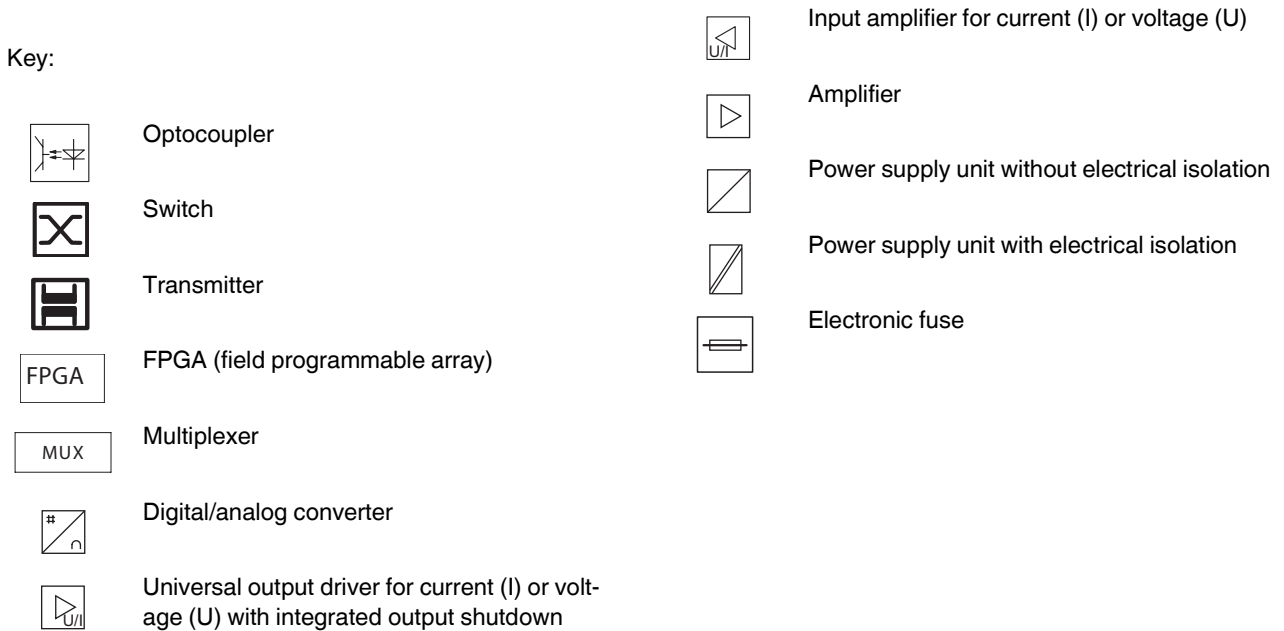 Key:
Optocoupler
Switch
Transmitter
FPGA
FPGA (field programmable array)
MUX
Multiplexer
#
∩
Digital/analog converter
U/I
Universal output driver for current (I) or volt-
age (U) with integrated output shutdown
U/I
Input amplifier for current (I) or voltage (U)
Amplifier
Power supply unit without electrical isolation
Power supply unit with electrical isolation
Electronic fuse